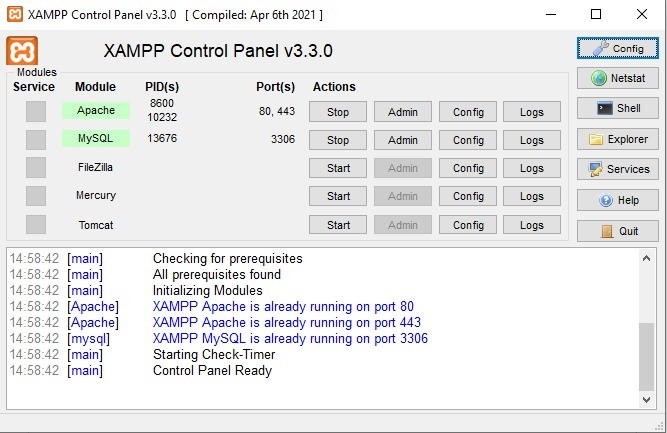 XAMPP Control Panel v3.3.0 [ Compiled: Apr 6th 2021 ]
XAMPP Control Panel v3.3.0
Config
Modules
Service Module PID(s) Port(s) Actions
Netstat
Apache 8600 10232 80, 443 Stop Admin Config Logs
Shell
MySQL 13676 3306 Stop Admin Config Logs
Explorer
FileZilla Start Admin Config Logs
Services
Mercury Start Admin Config Logs
Help
Tomcat Start Admin Config Logs
Quit
14:58:42 [main] Checking for prerequisites
14:58:42 [main] All prerequisites found
14:58:42 [main] Initializing Modules
14:58:42 [Apache] XAMPP Apache is already running on port 80
14:58:42 [Apache] XAMPP Apache is already running on port 443
14:58:42 [mysql] XAMPP MySQL is already running on port 3306
14:58:42 [main] Starting Check-Timer
14:58:42 [main] Control Panel Ready